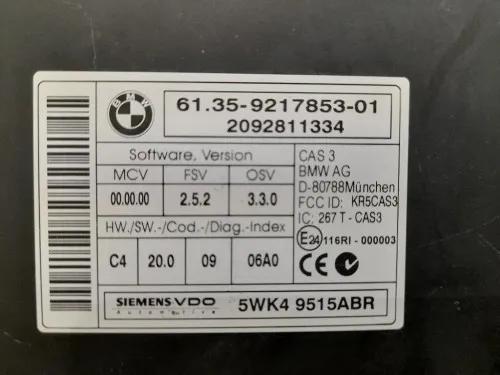 BMW
61.35-9217853-01
2092811334
Software, Version
MCV FSV OSV
00.00.00 2.5.2 3.3.0
HW./SW.-/Cod.-/Diag.-Index
C4 20.0 09 06A0
CAS 3
BMW AG
D-80788München
FCC ID: KR5CAS3
IC: 267 T - CAS3
E24 116RI - 000003
CE N
SIEMENS VDO
Automotive
5WK4 9515ABR